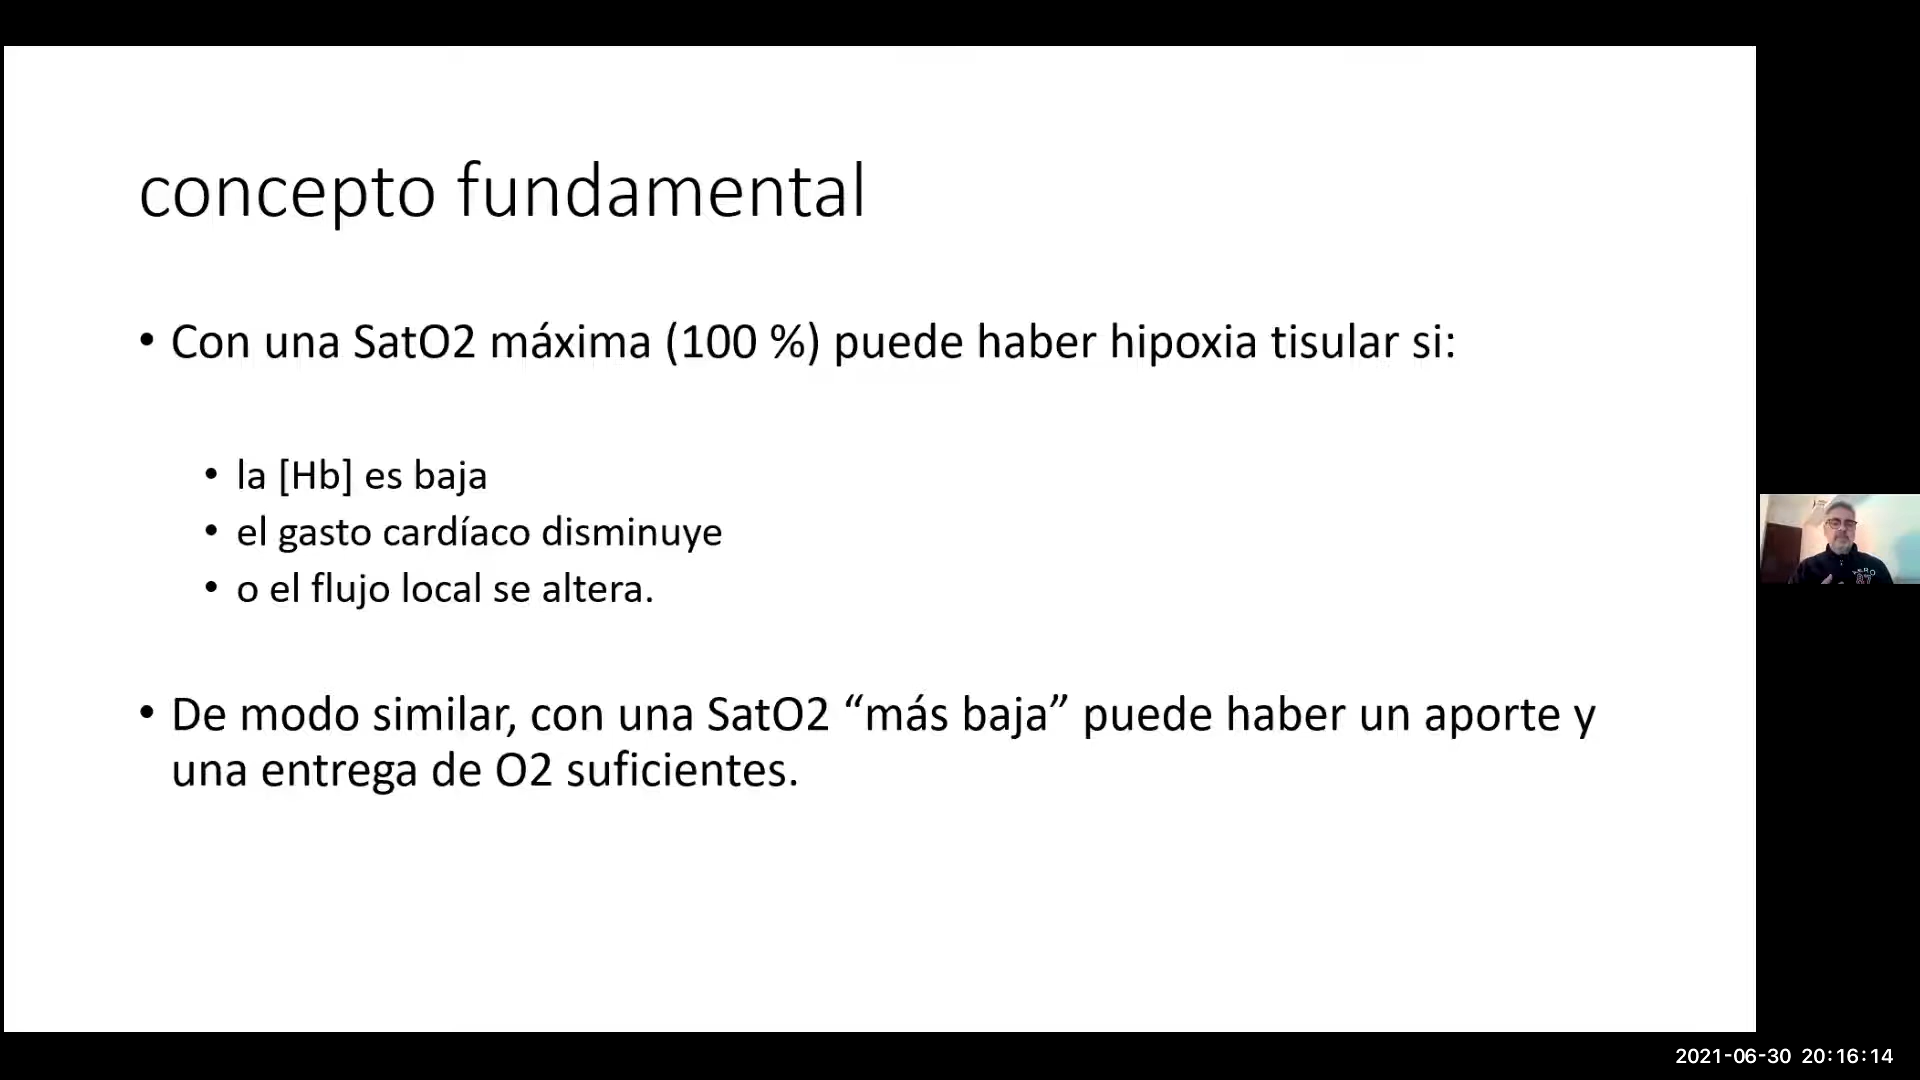 concepto fundamental
• Con una SatO2 máxima (100 %) puede haber hipoxia tisular si:
• la [Hb] es baja
• el gasto cardíaco disminuye
• o el flujo local se altera.
• De modo similar, con una SatO2 “más baja” puede haber un aporte y
una entrega de O2 suficientes.
AERO
87
2021-06-30 20:16:14